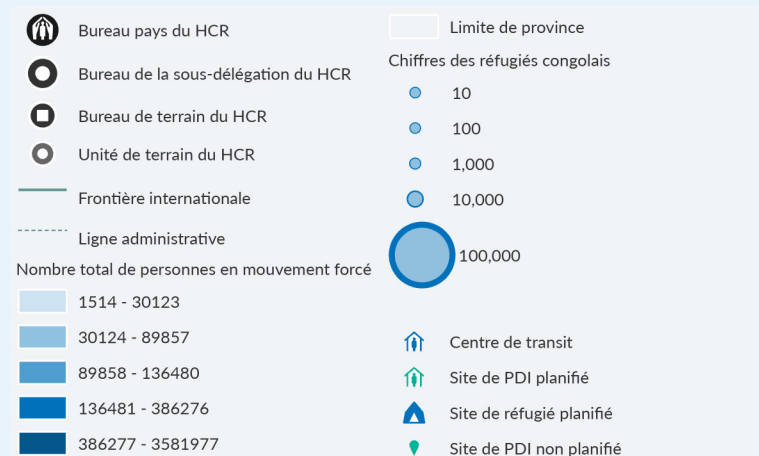 Bureau pays du HCR
Bureau de la sous-délégation du HCR
Bureau de terrain du HCR
Unité de terrain du HCR
Frontière internationale
Ligne administrative
Nombre total de personnes en mouvement forcé
1514 - 30123
30124 - 89857
89858 - 136480
136481 - 386276
386277 - 3581977
Limite de province
Chiffres des réfugiés congolais
10
100
1,000
10,000
100,000
Centre de transit
Site de PDI planifié
Site de réfugié planifié
Site de PDI non planifié